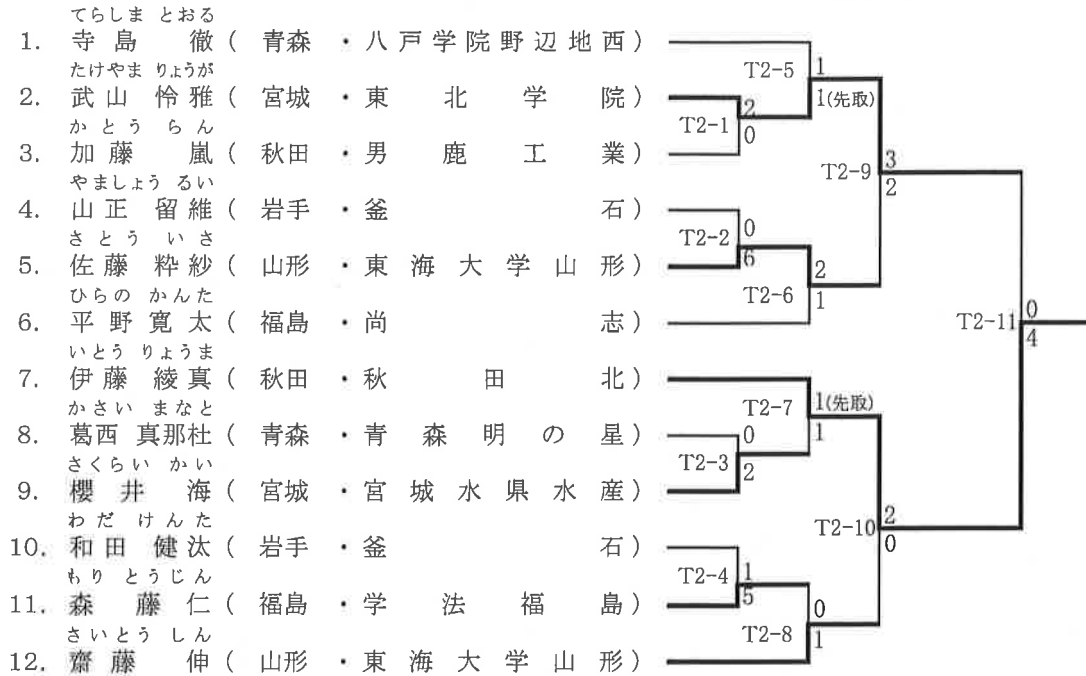 てらしま とおる
1. 寺島 徹 ( 青森 ・八戸学院野辺地西 )
たけやま りょうが
2. 武山 怜雅 ( 宮城 ・東北学院 )
かとう らん
3. 加藤 嵐 ( 秋田 ・男鹿工業 )
やましょう るい
4. 山正 留維 ( 岩手 ・釜石 )
さとう いさ
5. 佐藤 粋紗 ( 山形 ・東海大学山形 )
ひらの かんた
6. 平野 寛太 ( 福島 ・尚志 )
いとう りょうま
7. 伊藤 綾真 ( 秋田 ・秋田北 )
かさい まなと
8. 葛西 真那杜 ( 青森 ・青森明の星 )
さくらい かい
9. 櫻井 海 ( 宮城 ・宮城水県水産 )
わだ けんた
10. 和田 健汰 ( 岩手 ・釜石 )
もり とうじん
11. 森 藤仁 ( 福島 ・学法福島 )
さいとう しん
12. 齋藤 伸 ( 山形 ・東海大学山形 )
T2-5 1
1(先取)
T2-1 2
0
T2-9 3
2
T2-2 0
6
T2-6 2
1
T2-11 0
4
T2-7 1(先取)
1
T2-3 0
2
T2-10 2
0
T2-4 1
5
T2-8 0
1